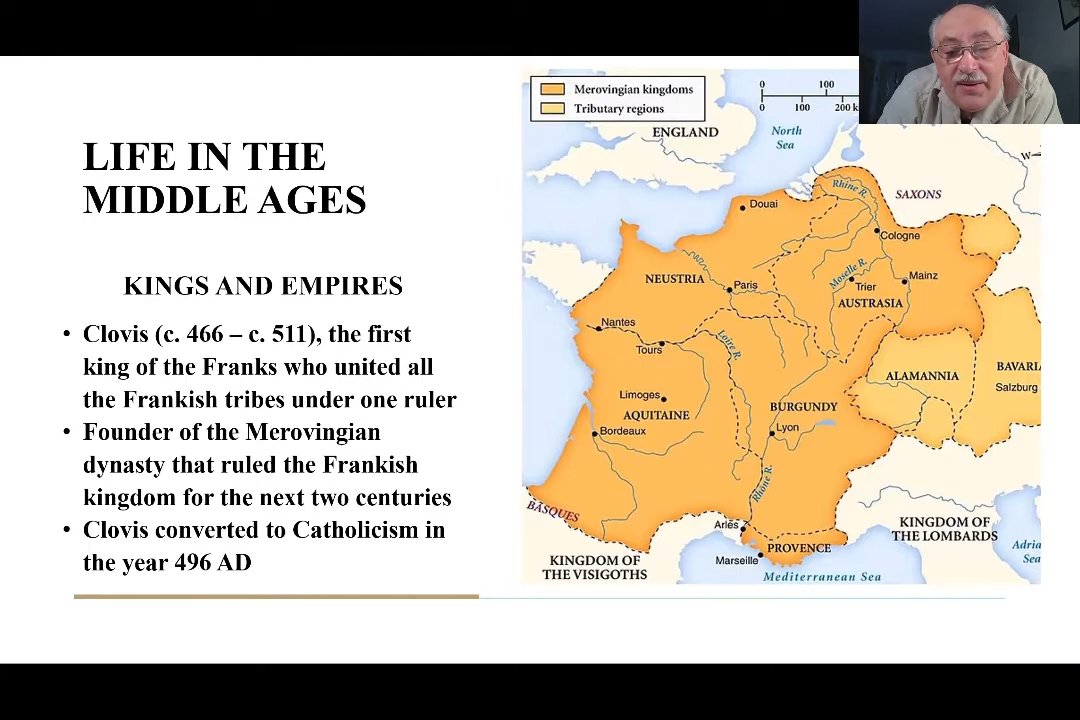 LIFE IN THE
MIDDLE AGES
KINGS AND EMPIRES
• Clovis (c. 466 – c. 511), the first
king of the Franks who united all
the Frankish tribes under one ruler
• Founder of the Merovingian
dynasty that ruled the Frankish
kingdom for the next two centuries
• Clovis converted to Catholicism in
the year 496 AD
Merovingian kingdoms
Tributary regions
0 100
0 100 200 k
ENGLAND
North
Sea
W
Rhine R.
SAXONS
Douai
Cologne
NEUSTRIA
Paris
Moselle R.
Trier
Mainz
AUSTRASIA
Nantes
Tours
Loire R.
ALAMANNIA
BAVARIA
Salzburg
Limoges
AQUITAINE
BURGUNDY
Bordeaux
Lyon
Rhône R.
BASQUES
Arles
KINGDOM OF
THE LOMBARDS
PROVENCE
Marseille
KINGDOM OF
THE VISIGOTHS
Mediterranean Sea
Adria
Sea